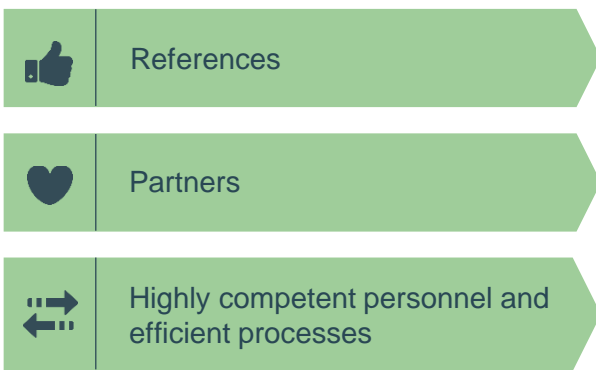 References
Partners
Highly competent personnel and
efficient processes